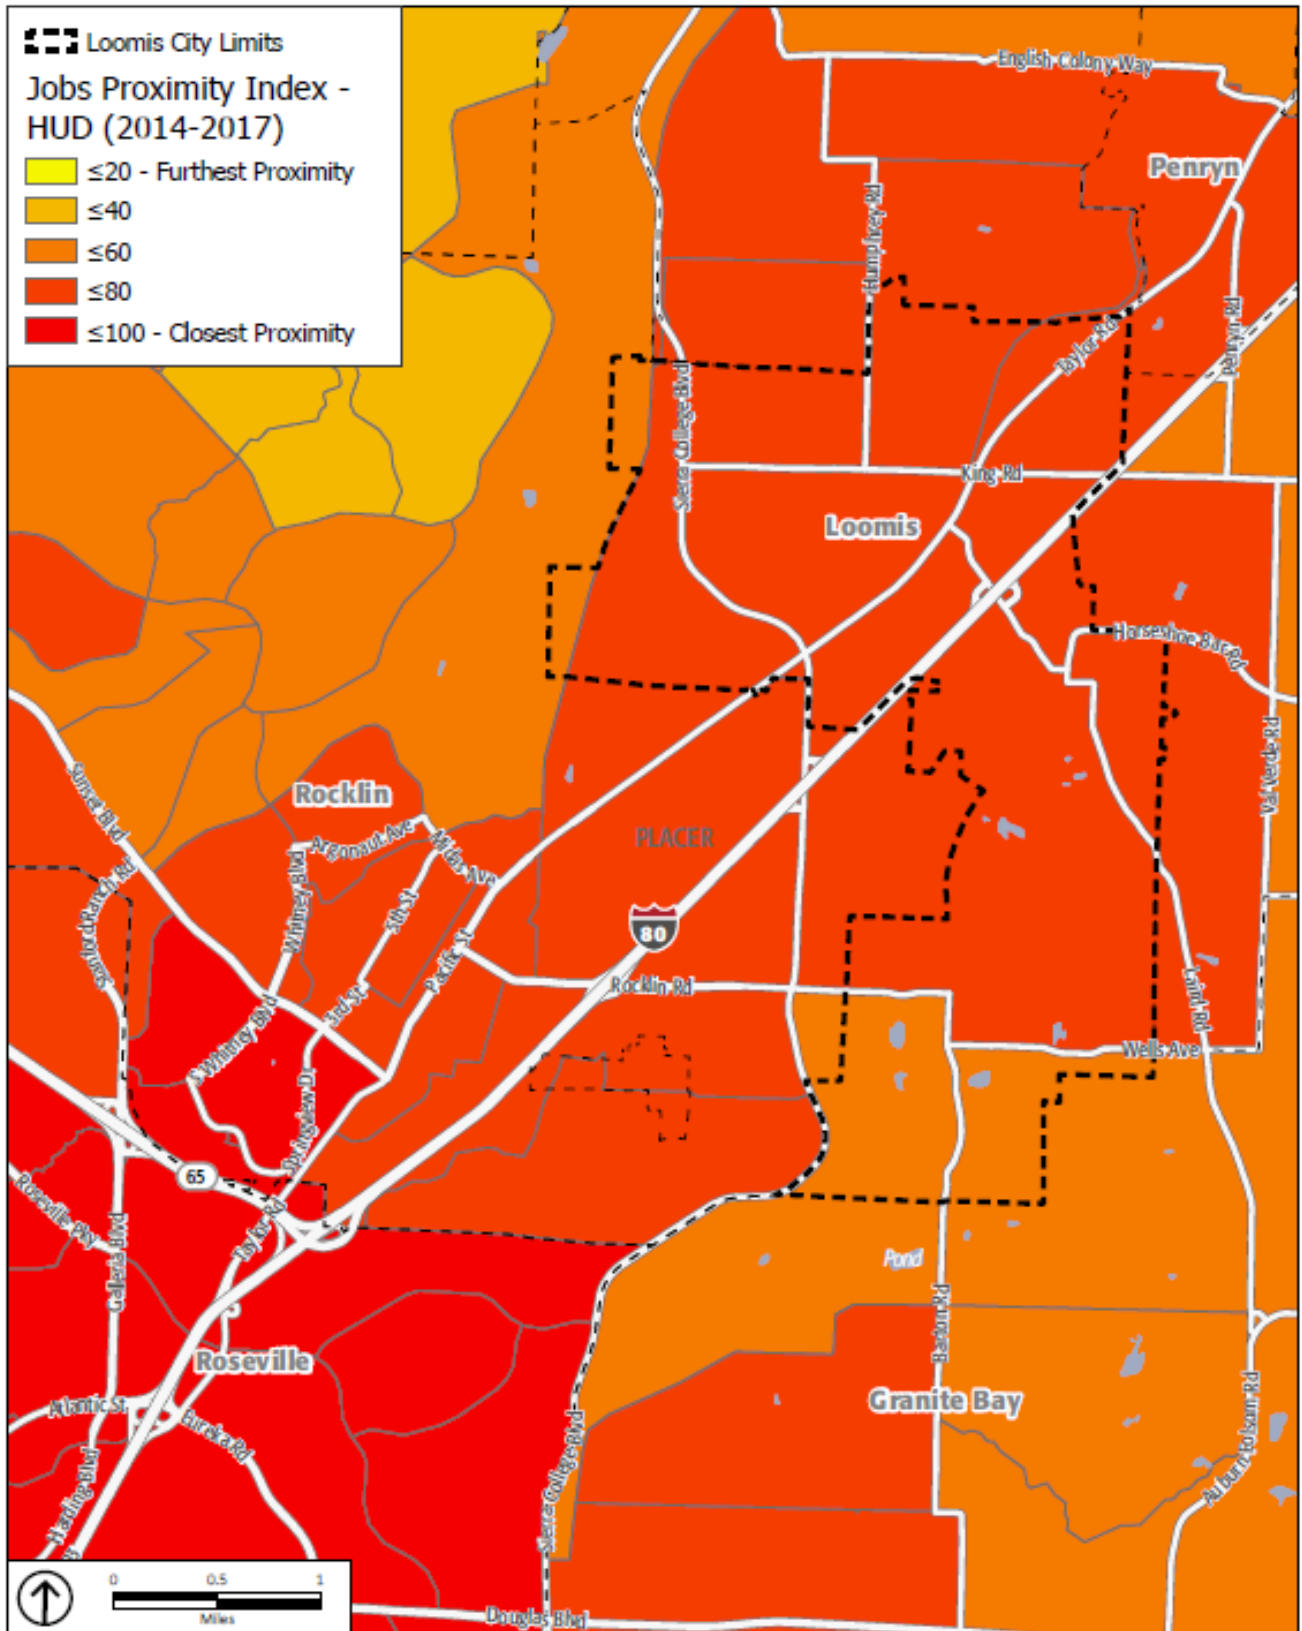 Loomis City Limits
Jobs Proximity Index -
HUD (2014-2017)
≤20 - Furthest Proximity
≤40
≤60
≤80
≤100 - Closest Proximity
English Colony Way
Penryn
Humphrey Rd
Taylor Rd
Penryn Rd
Sierra College Blvd
King Rd
Loomis
Horseshoe Bar Rd
Val Verde Rd
Sunset Blvd
Rocklin
Argonaut Ave
Midas Ave
PLACER
Stanford Ranch Rd
Whitney Blvd
5th St
Pacific St
80
Rocklin Rd
3rd St
S Whitney Blvd
Laird Rd
Wells Ave
Springview Dr
65
Roseville Pky
Galleria Blvd
Taylor Rd
Pond
Barton Rd
Roseville
Granite Bay
Atlantic St
Eureka Rd
Harding Blvd
Sierra College Blvd
Auburn Folsom Rd
0 0.5 1
Miles
Douglas Blvd